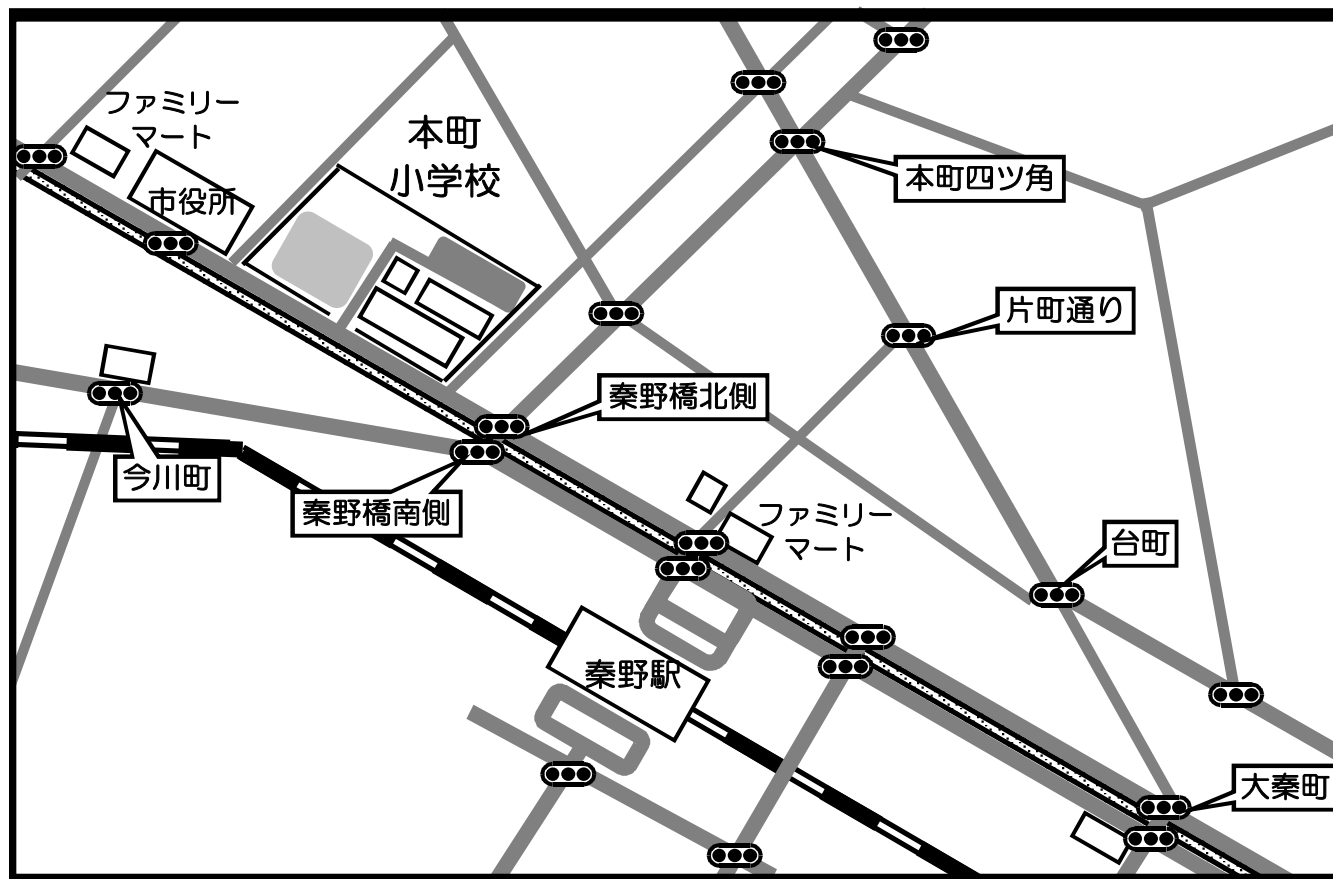 ファミリー
マート
市役所
本町
小学校
本町四ツ角
片町通り
秦野橋北側
今川町
秦野橋南側
ファミリー
マート
台町
秦野駅
大秦町